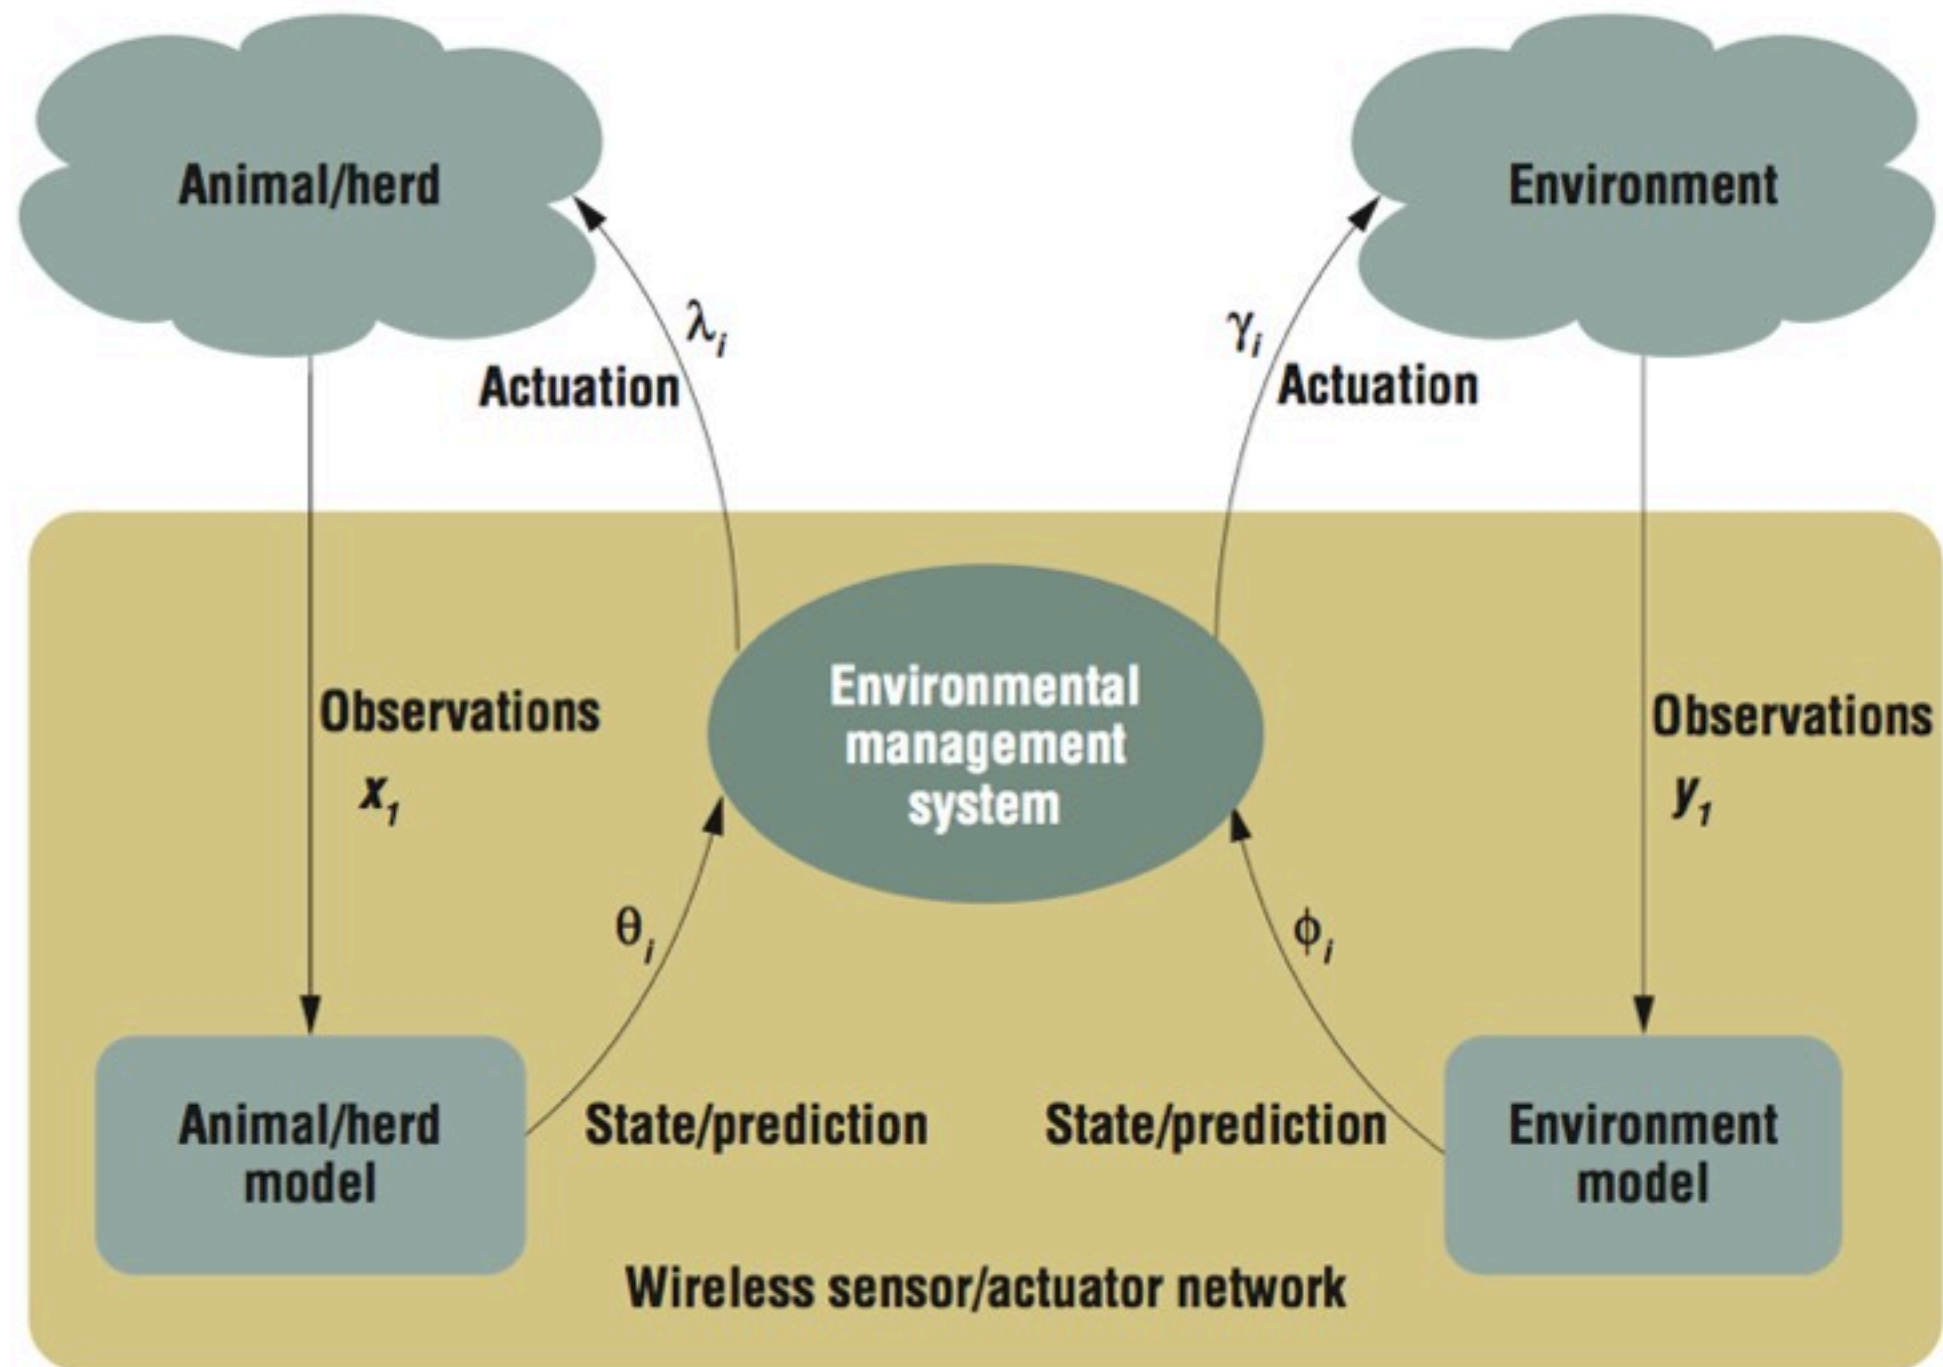 Animal/herd
Environment
λi
Actuation
γi
Actuation
Observations
x1
Environmental
management
system
Observations
y1
θi
ϕi
Animal/herd
model
State/prediction
State/prediction
Environment
model
Wireless sensor/actuator network